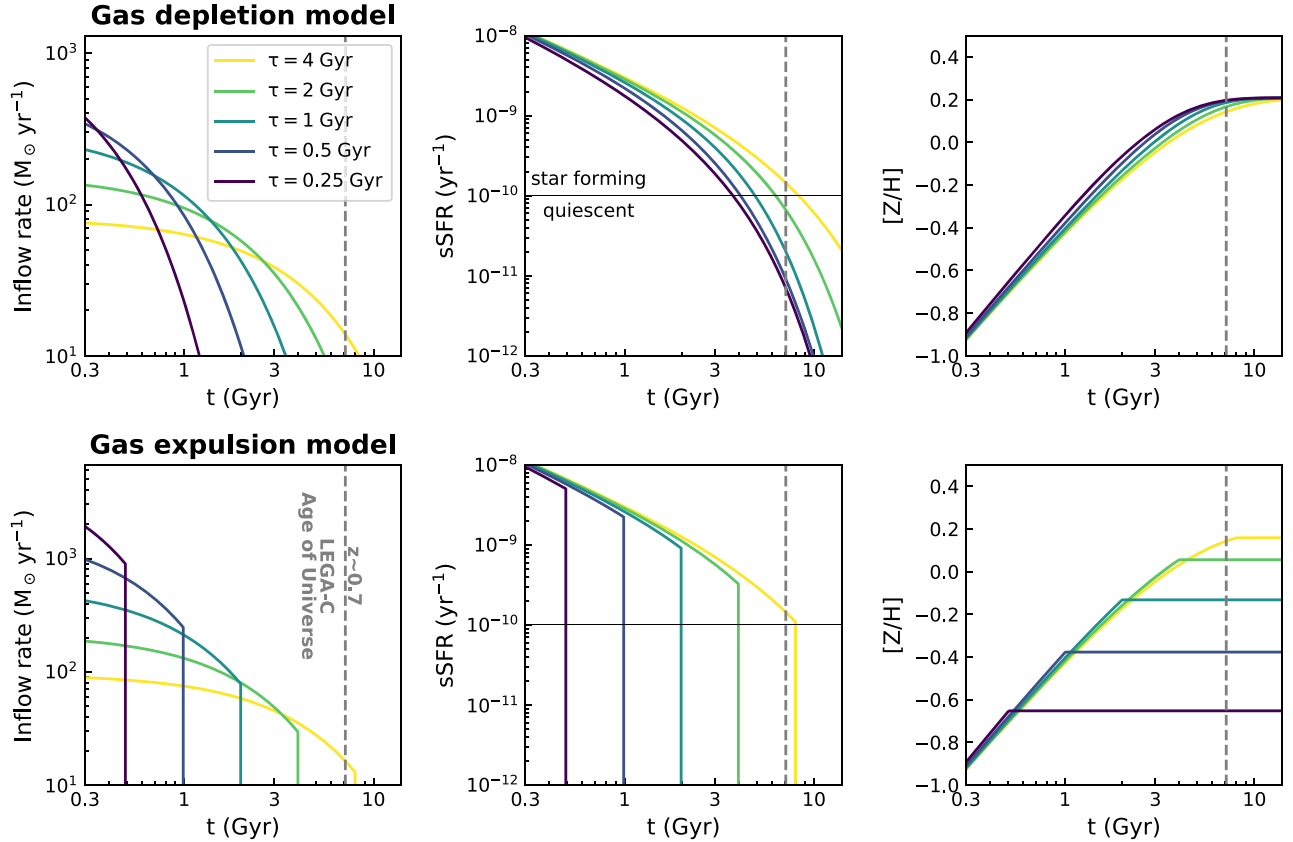 Gas depletion model
Inflow rate (M⊙ yr⁻¹)
10³
10²
10¹
τ = 4 Gyr
τ = 2 Gyr
τ = 1 Gyr
τ = 0.5 Gyr
τ = 0.25 Gyr
0.3 1 3 10
t (Gyr)
sSFR (yr⁻¹)
10⁻⁸
10⁻⁹
10⁻¹⁰
10⁻¹¹
10⁻¹²
star forming
quiescent
0.3 1 3 10
t (Gyr)
[Z/H]
0.4
0.2
0.0
−0.2
−0.4
−0.6
−0.8
−1.0
0.3 1 3 10
t (Gyr)
Gas expulsion model
Inflow rate (M⊙ yr⁻¹)
10³
10²
10¹
z~0.7
LEGA-C
Age of Universe
0.3 1 3 10
t (Gyr)
sSFR (yr⁻¹)
10⁻⁸
10⁻⁹
10⁻¹⁰
10⁻¹¹
10⁻¹²
0.3 1 3 10
t (Gyr)
[Z/H]
0.4
0.2
0.0
−0.2
−0.4
−0.6
−0.8
−1.0
0.3 1 3 10
t (Gyr)